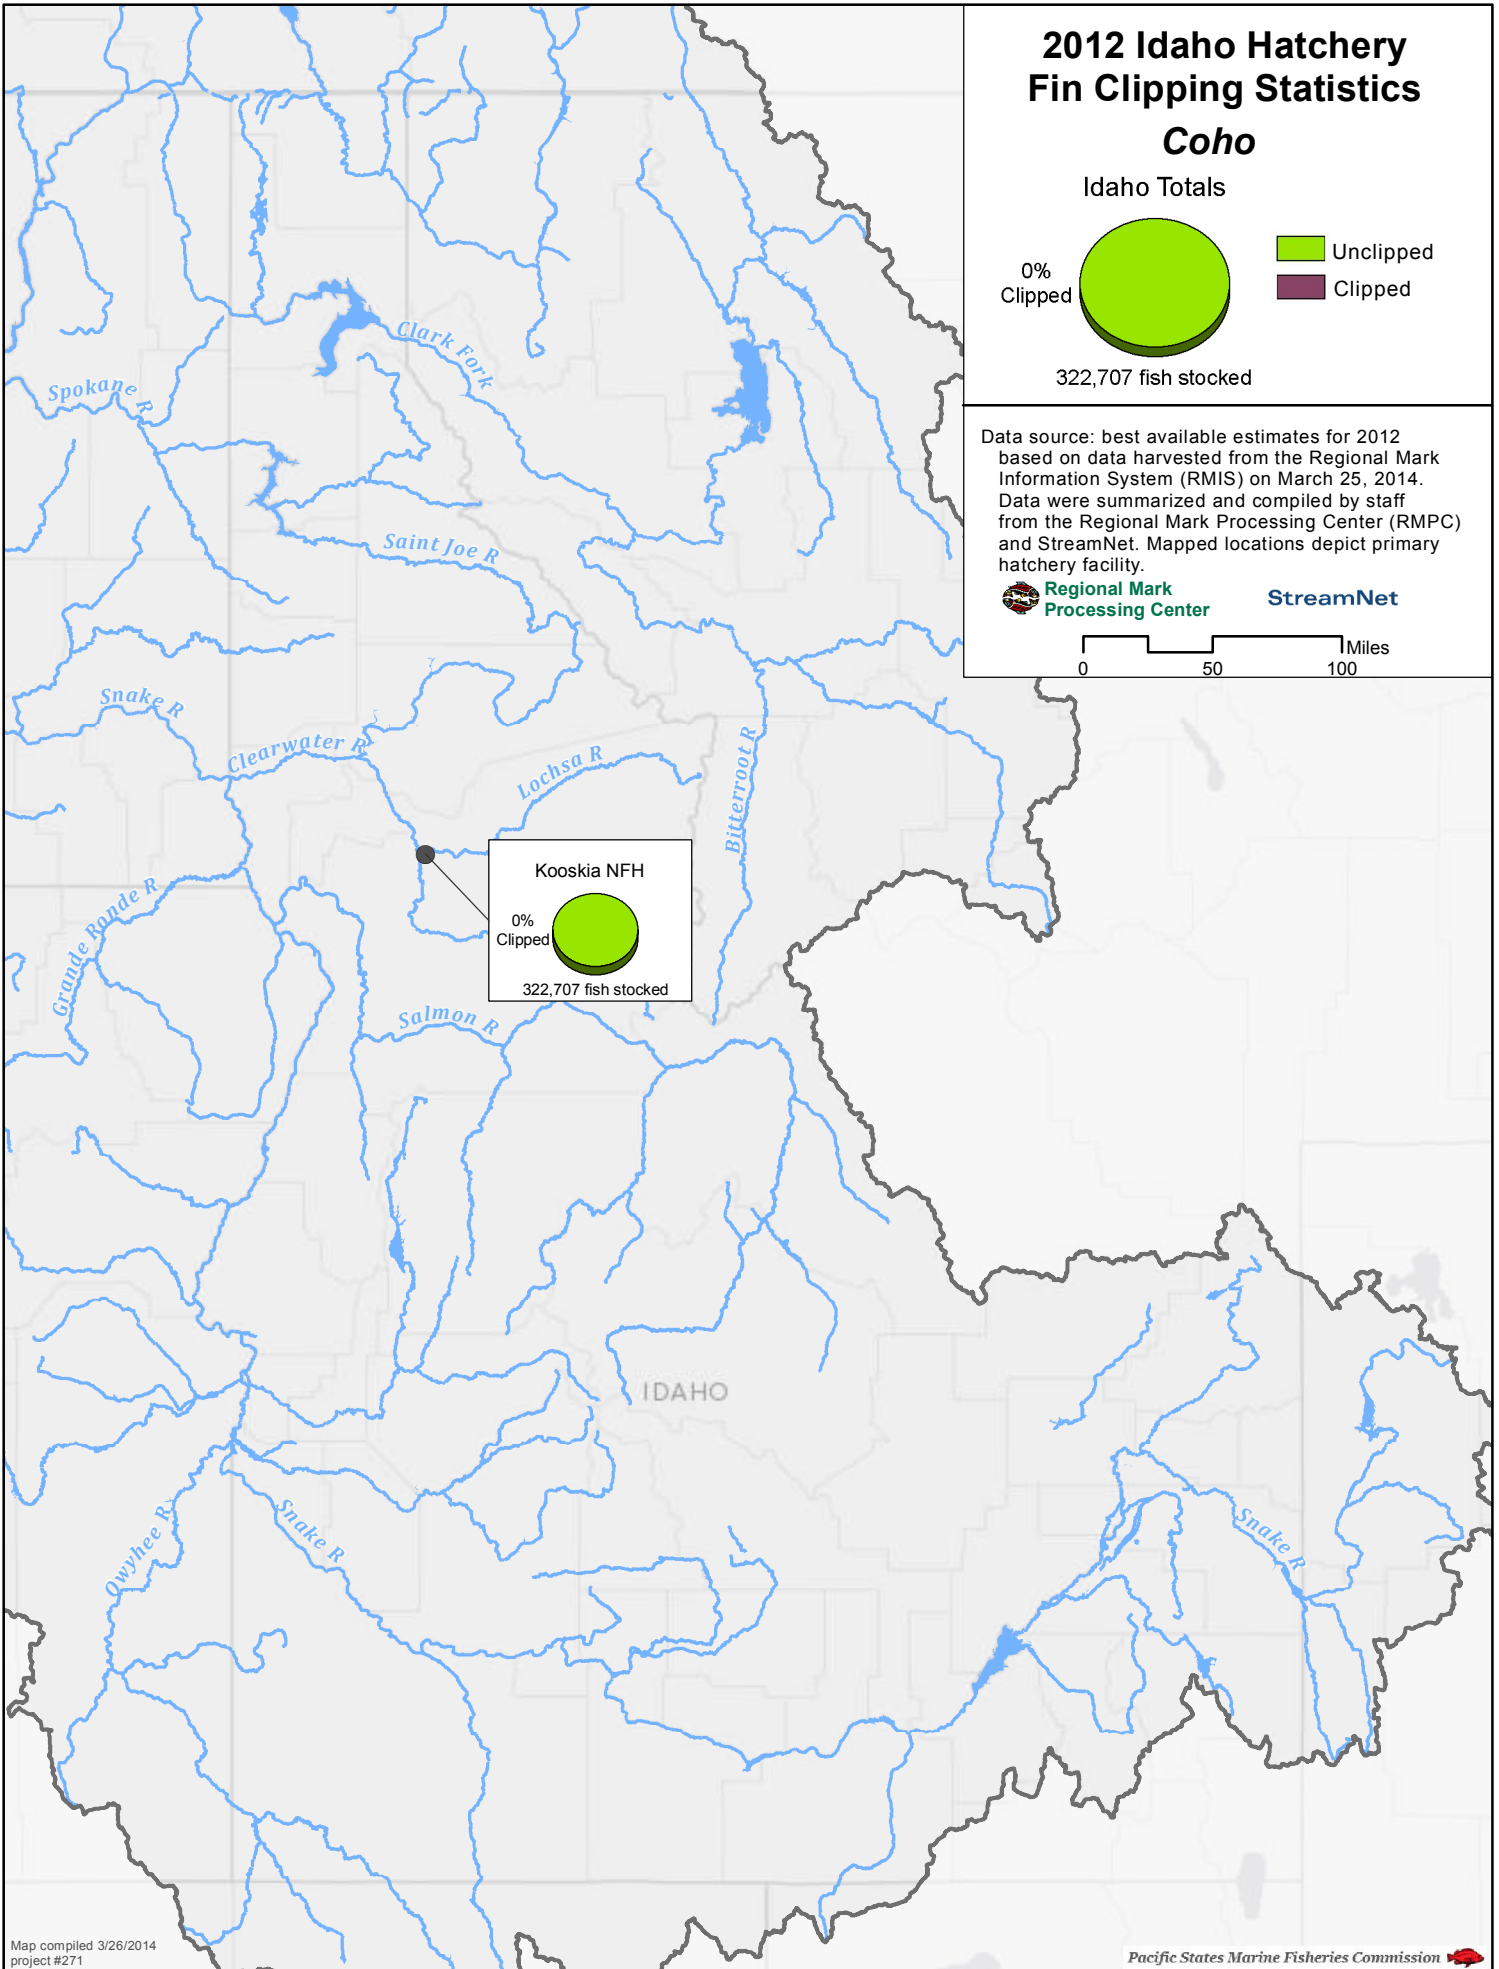 2012 Idaho Hatchery
Fin Clipping Statistics
Coho
Idaho Totals
0%
Clipped
Unclipped
Clipped
322,707 fish stocked
Data source: best available estimates for 2012
based on data harvested from the Regional Mark
Information System (RMIS) on March 25, 2014.
Data were summarized and compiled by staff
from the Regional Mark Processing Center (RMPC)
and StreamNet. Mapped locations depict primary
hatchery facility.
Regional Mark
Processing Center
StreamNet
Miles
0 50 100
Clark Fork
Spokane R
Saint Joe R
Snake R
Clearwater R
Lochsa R
Bitterroot R
Kooskia NFH
0%
Clipped
322,707 fish stocked
Grande Ronde R
Salmon R
IDAHO
Owyhee R
Snake R
Snake R
Map compiled 3/26/2014
project #271
Pacific States Marine Fisheries Commission